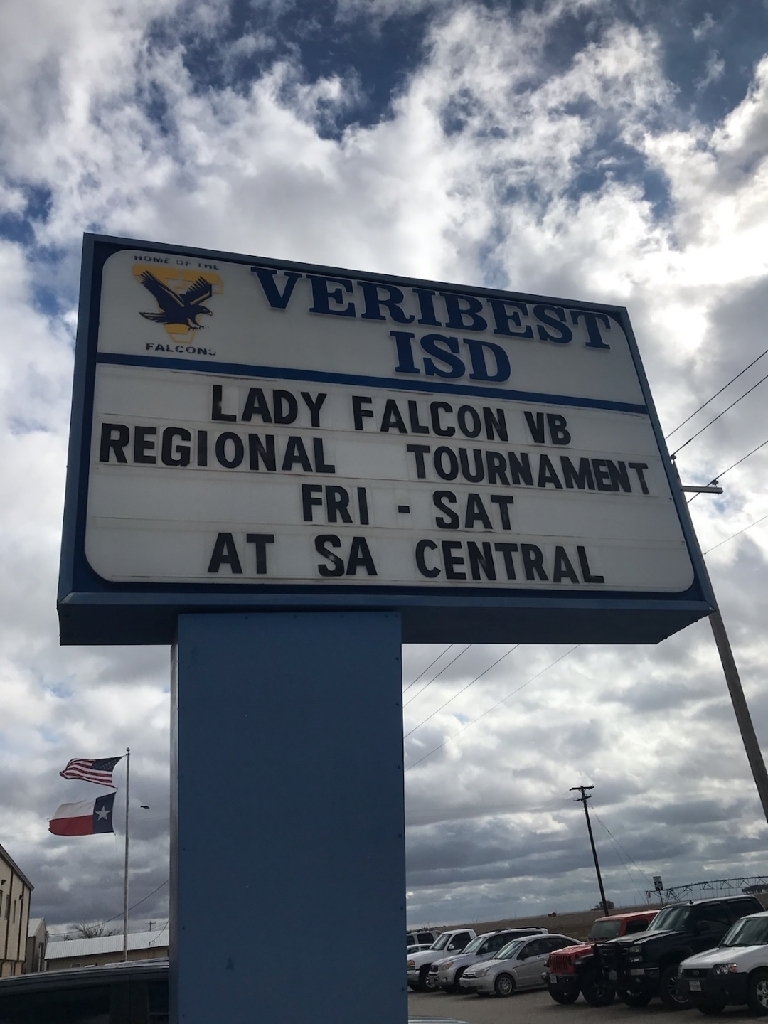 HOME OF THE
FALCONS
VERIBEST
ISD
LADY FALCON VB
REGIONAL TOURNAMENT
FRI - SAT
AT SA CENTRAL